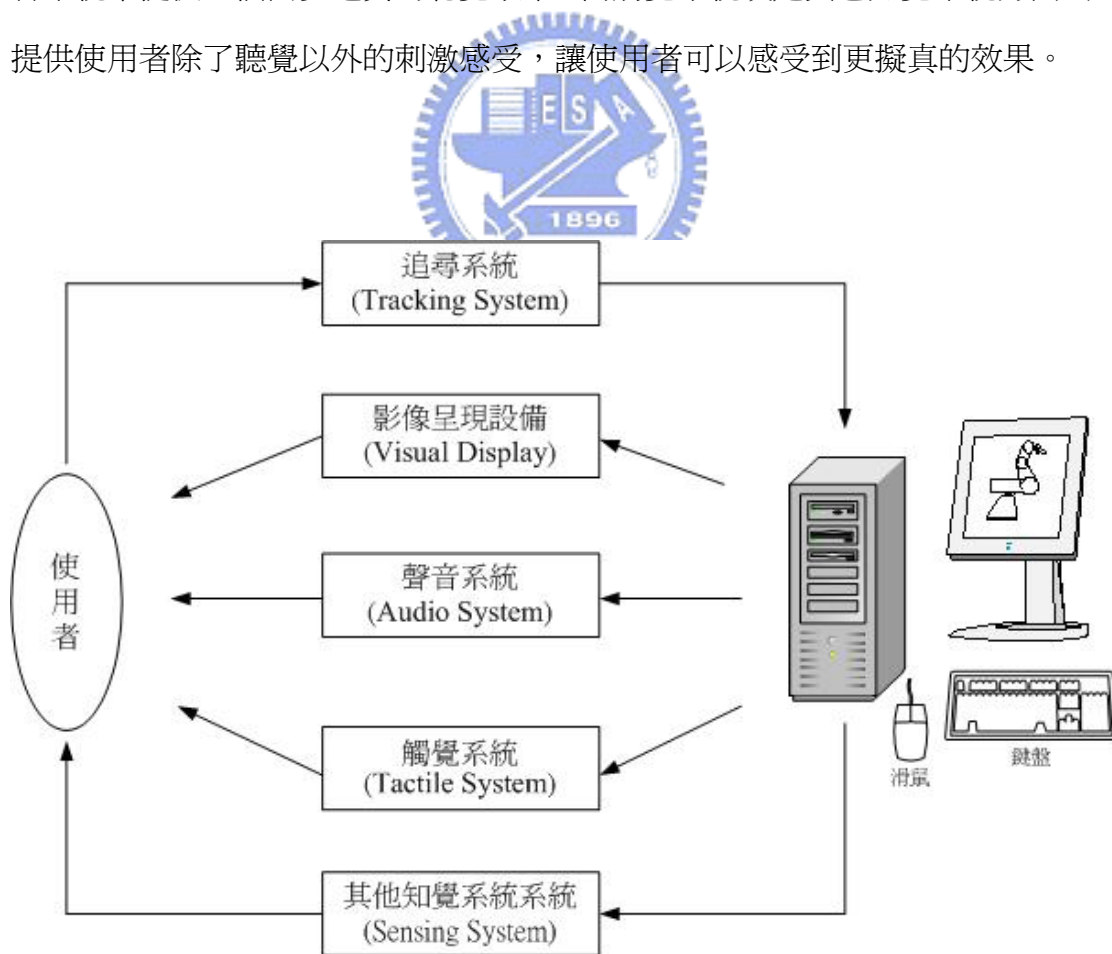 提供使用者除了聽覺以外的刺激感受，讓使用者可以感受到更擬真的效果。
E S A
1896
追尋系統
(Tracking System)
影像呈現設備
(Visual Display)
聲音系統
(Audio System)
使用者
觸覺系統
(Tactile System)
滑鼠
鍵盤
其他知覺系統系統
(Sensing System)